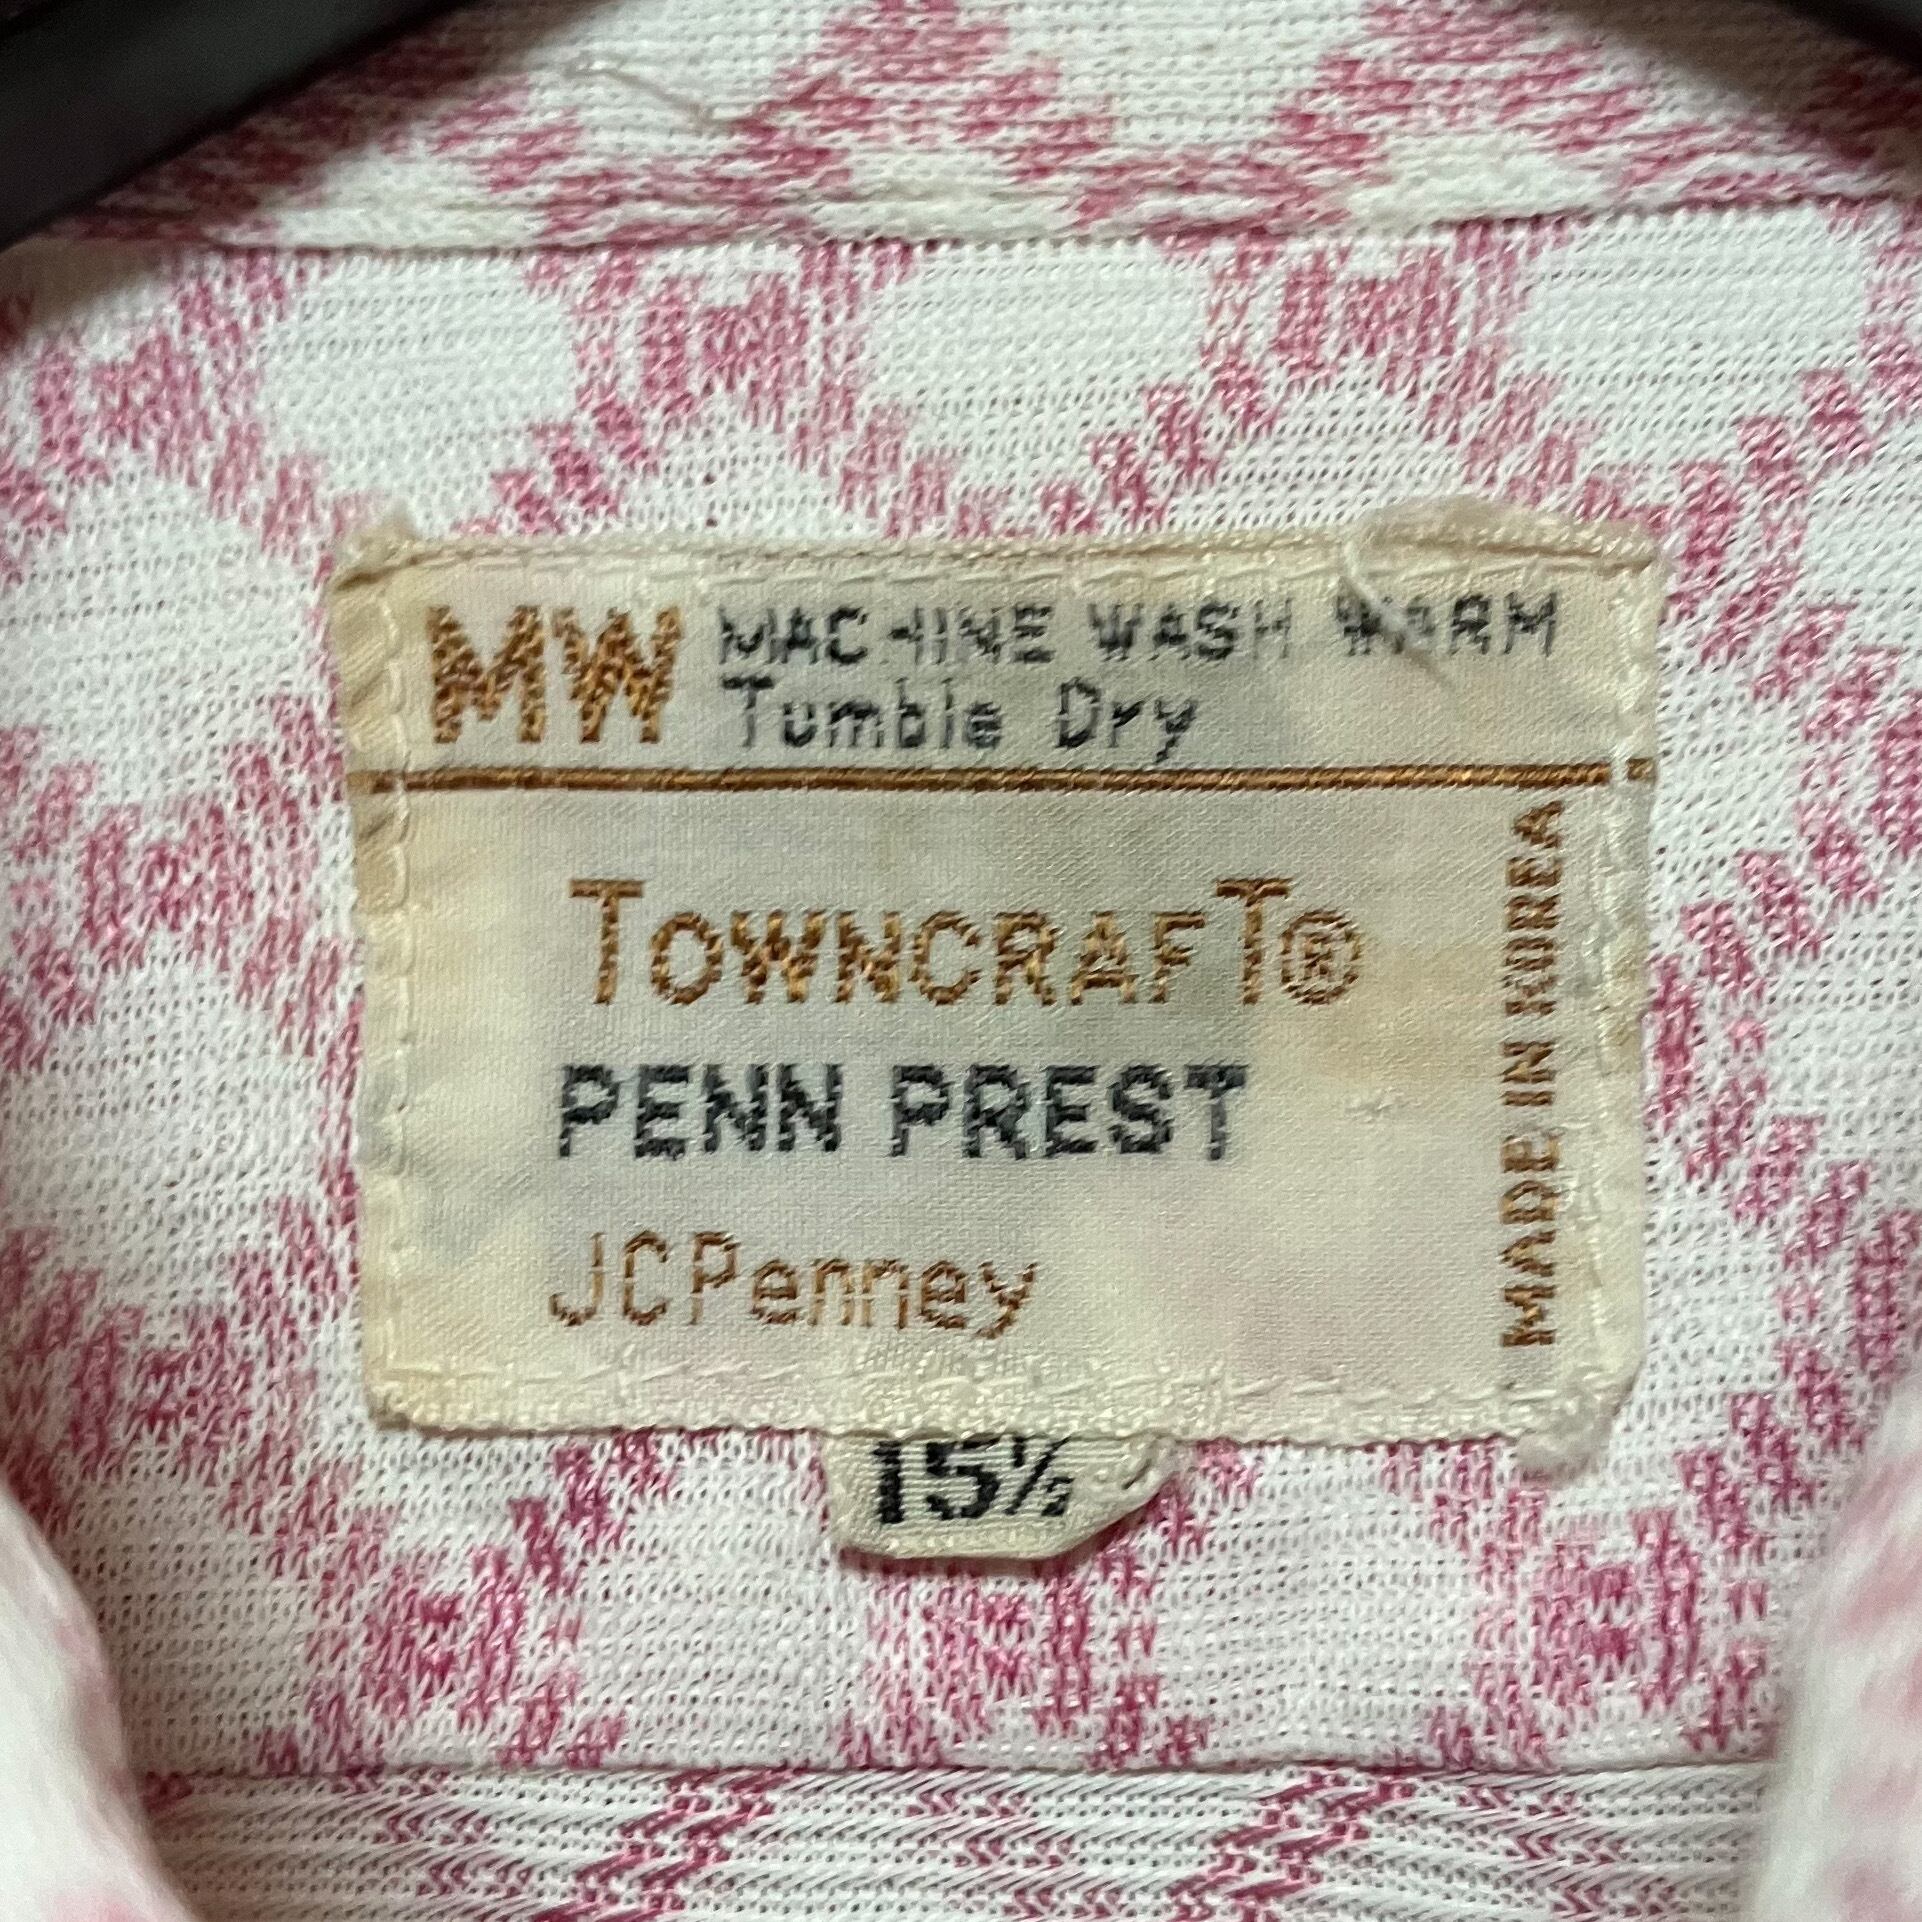 MW MACHINE WASH WARM
Tumble Dry
TOWNCRAFT®
PENN PREST
JCPenney
MADE IN KOREA
15½